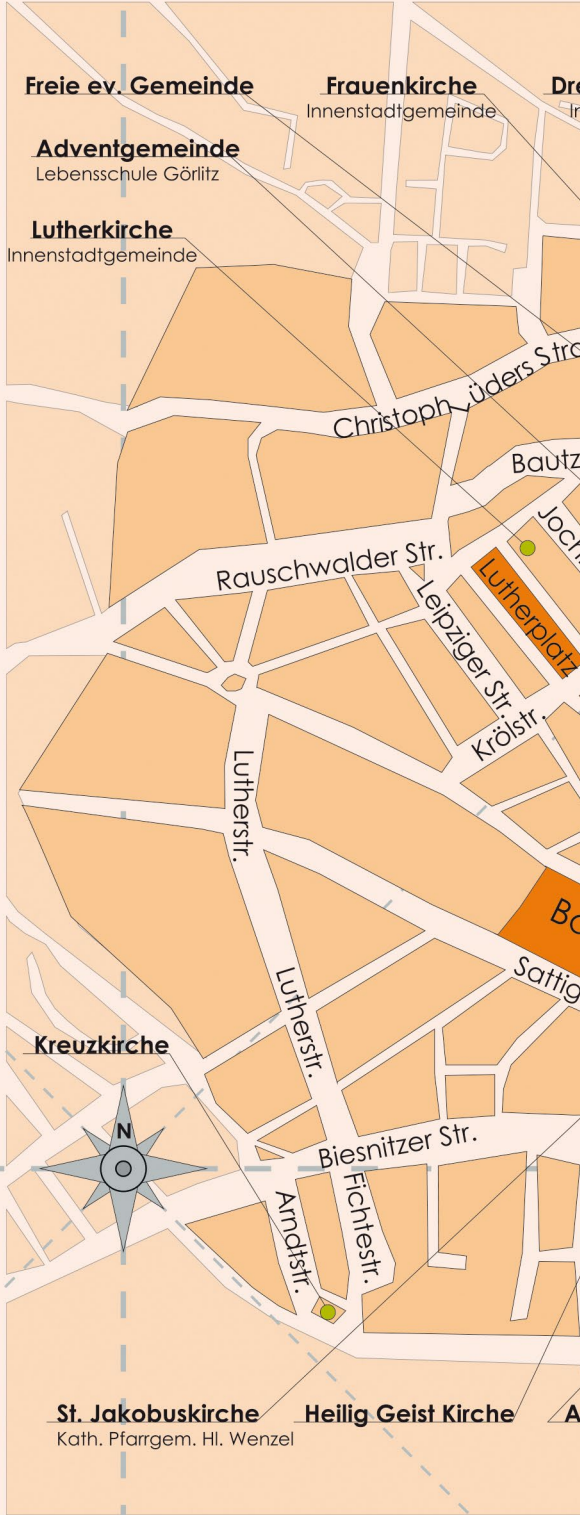 Freie ev. Gemeinde
Frauenkirche
Innenstadtgemeinde
Adventgemeinde
Lebensschule Görlitz
Lutherkirche
Innenstadtgemeinde
Christoph Lüders
Rauschwalder Str.
Lutherplatz
Leipziger Str.
Krölstr.
Lutherstr.
Lutherstr.
Kreuzkirche
N
Biesnitzer Str.
Arndtstr.
Fichtestr.
St. Jakobuskirche
Kath. Pfarrgem. Hl. Wenzel
Heilig Geist Kirche